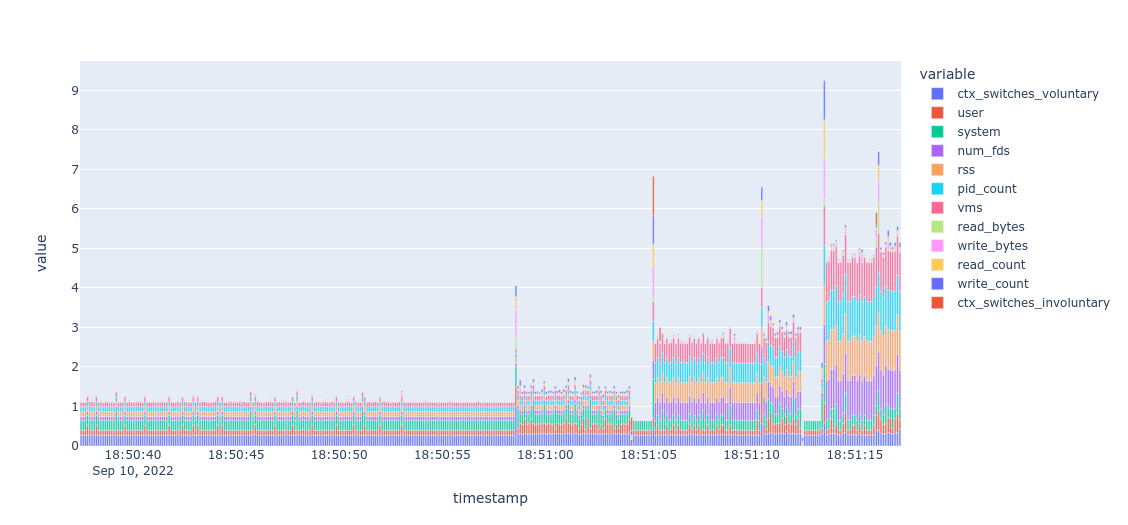 variable
ctx_switches_voluntary
user
system
num_fds
rss
pid_count
vms
read_bytes
write_bytes
read_count
write_count
ctx_switches_involuntary
value
9
8
7
6
5
4
3
2
1
0
18:50:40 18:50:45 18:50:50 18:50:55 18:51:00 18:51:05 18:51:10 18:51:15
Sep 10, 2022
timestamp